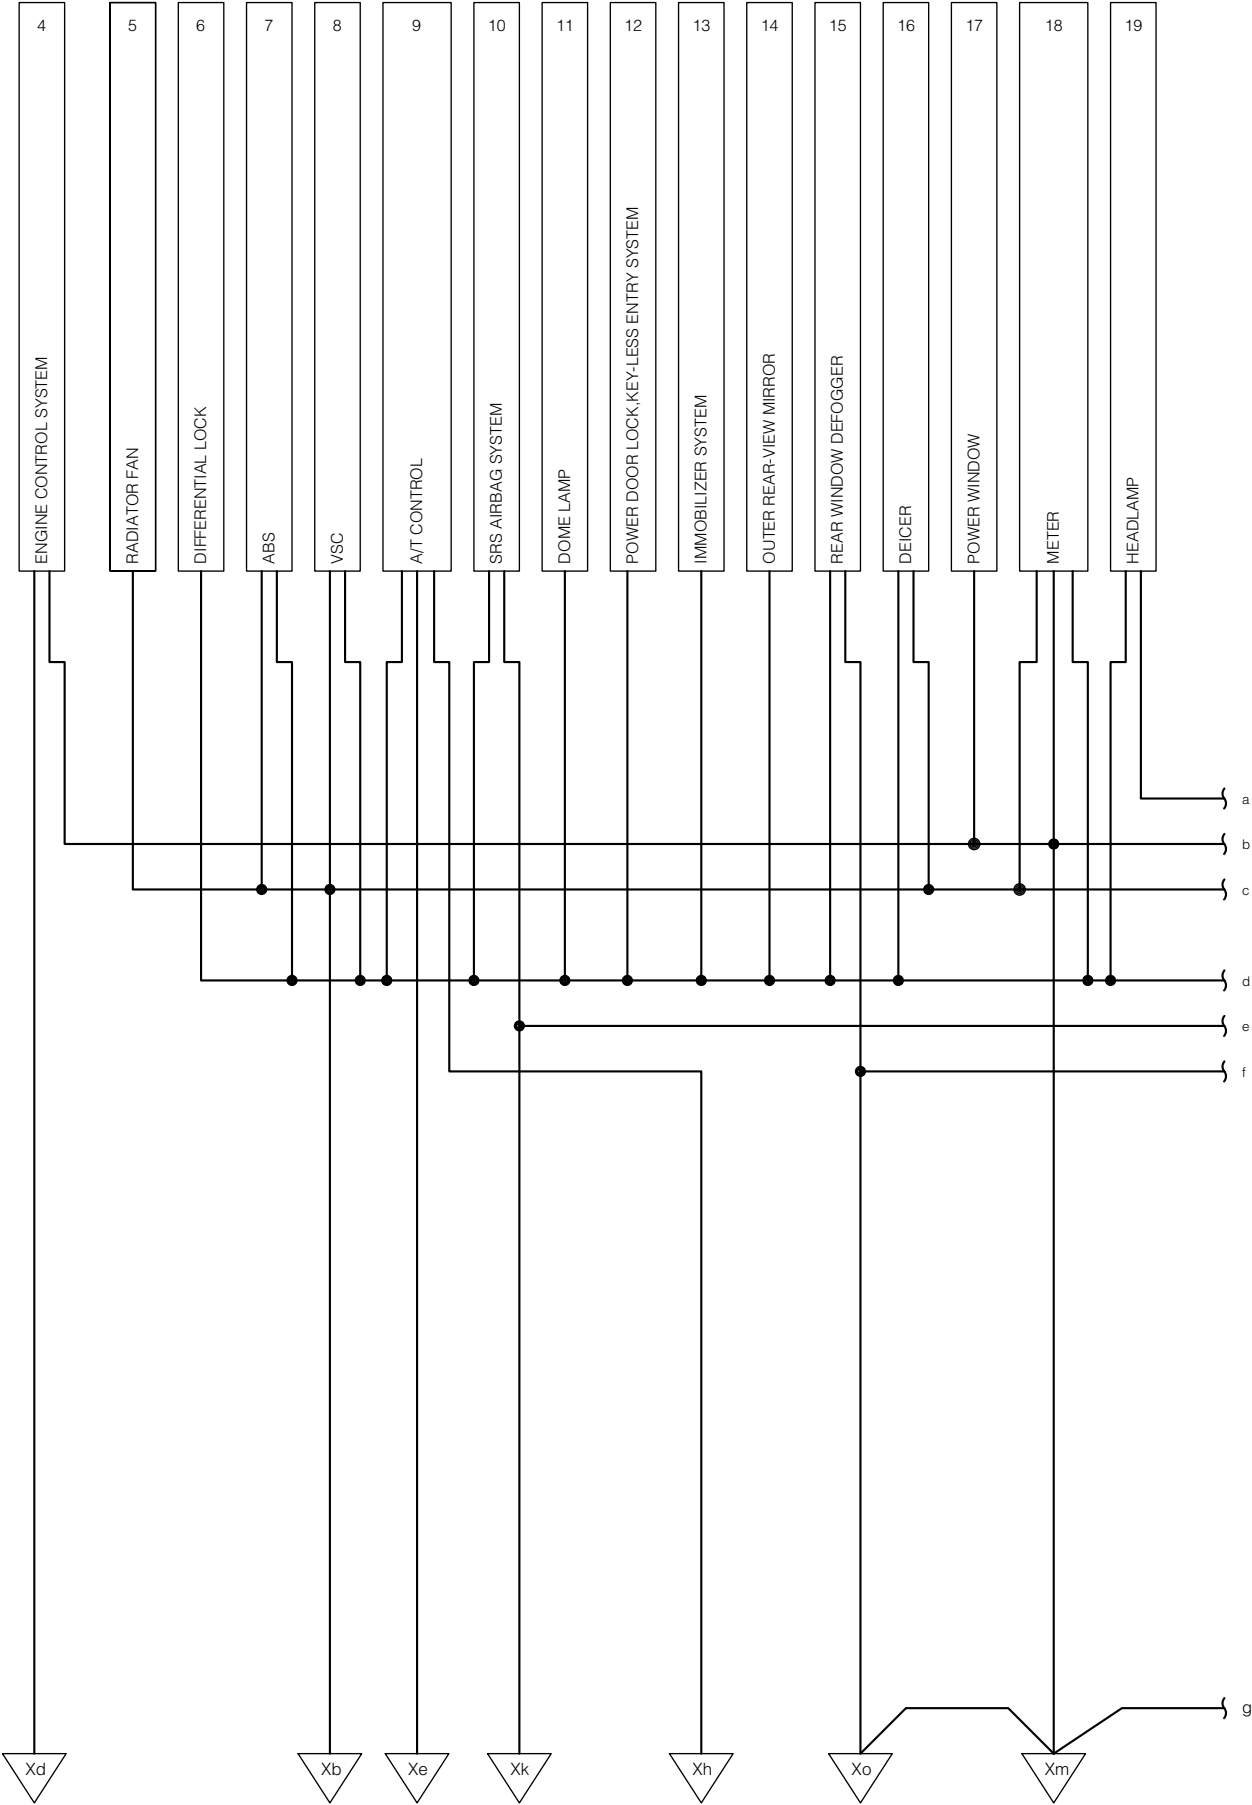 4 5 6 7 8 9 10 11 12 13 14 15 16 17 18 19
ENGINE CONTROL SYSTEM
RADIATOR FAN
DIFFERENTIAL LOCK
ABS
VSC
A/T CONTROL
SRS AIRBAG SYSTEM
DOME LAMP
POWER DOOR LOCK,KEY-LESS ENTRY SYSTEM
IMMOBILIZER SYSTEM
OUTER REAR-VIEW MIRROR
REAR WINDOW DEFOGGER
DEICER
POWER WINDOW
METER
HEADLAMP
a
b
c
d
e
f
g
Xd Xb Xe Xk Xh Xo Xm